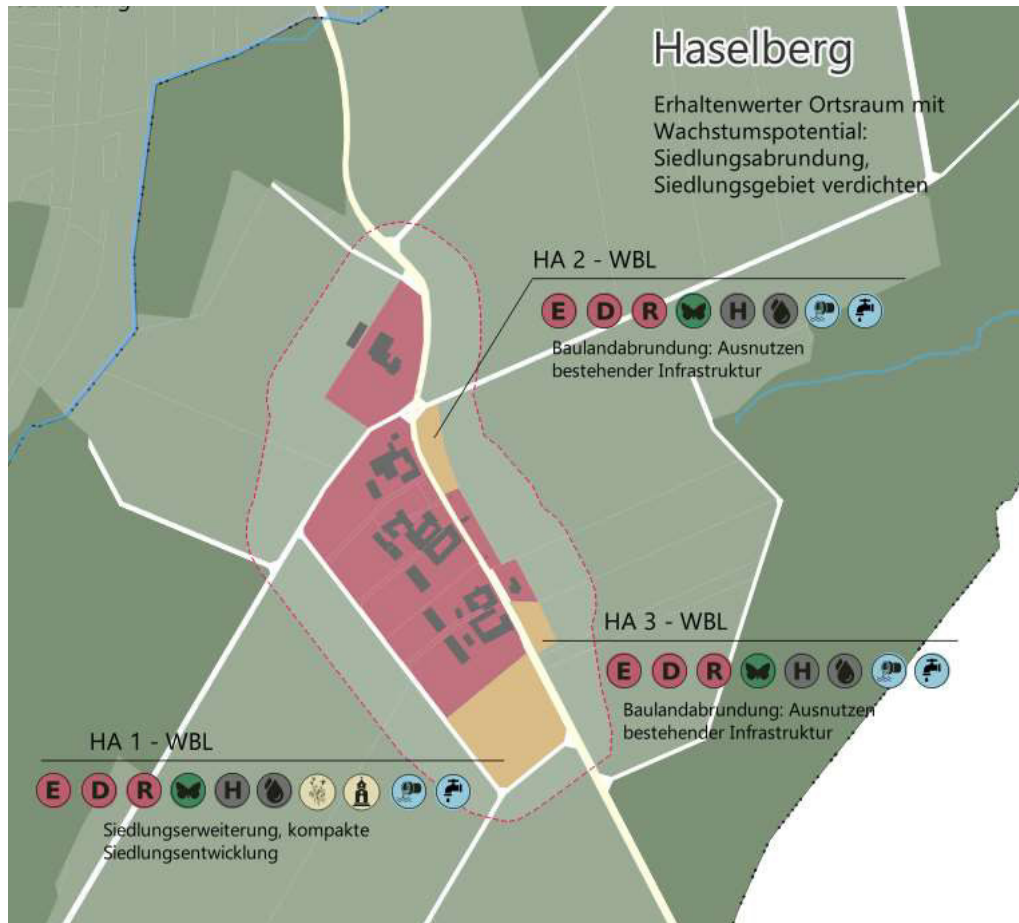 Haselberg
Erhaltenwerter Ortsraum mit
Wachstumspotential:
Siedlungsabrundung,
Siedlungsgebiet verdichten
HA 2 - WBL
E D R H
Baulandabrundung: Ausnutzen
bestehender Infrastruktur
HA 3 - WBL
E D R H
Baulandabrundung: Ausnutzen
bestehender Infrastruktur
HA 1 - WBL
E D R H
Siedlungserweiterung, kompakte
Siedlungsentwicklung